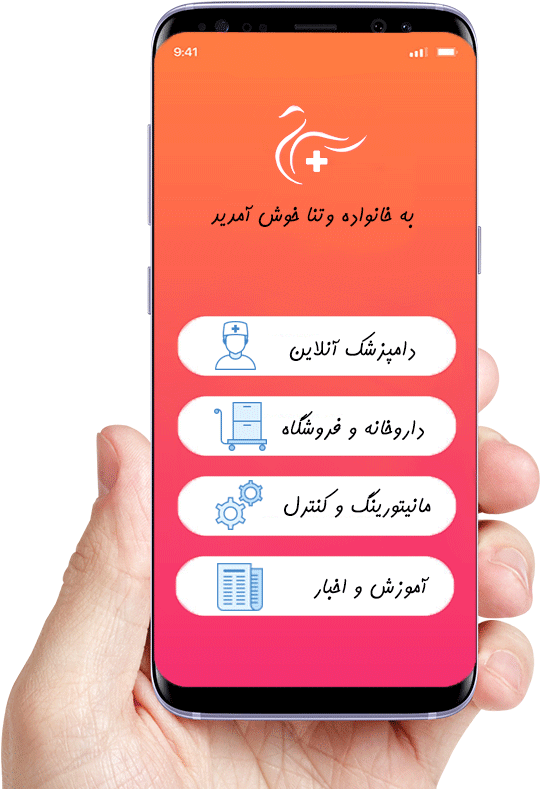 9:41
به خانواده وتنا خوش آمدید
دامپزشک آنلاین
داروخانه و فروشگاه
مانیتورینگ و کنترل
آموزش و اخبار